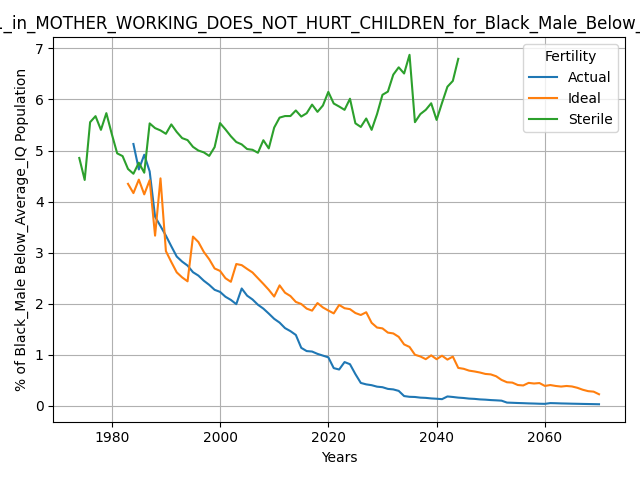 _in_MOTHER_WORKING_DOES_NOT_HURT_CHILDREN_for_Black_Male_Below_
Fertility
Actual
Ideal
Sterile
% of Black_Male Below_Average_IQ Population
7
6
5
4
3
2
1
0
1980 2000 2020 2040 2060
Years